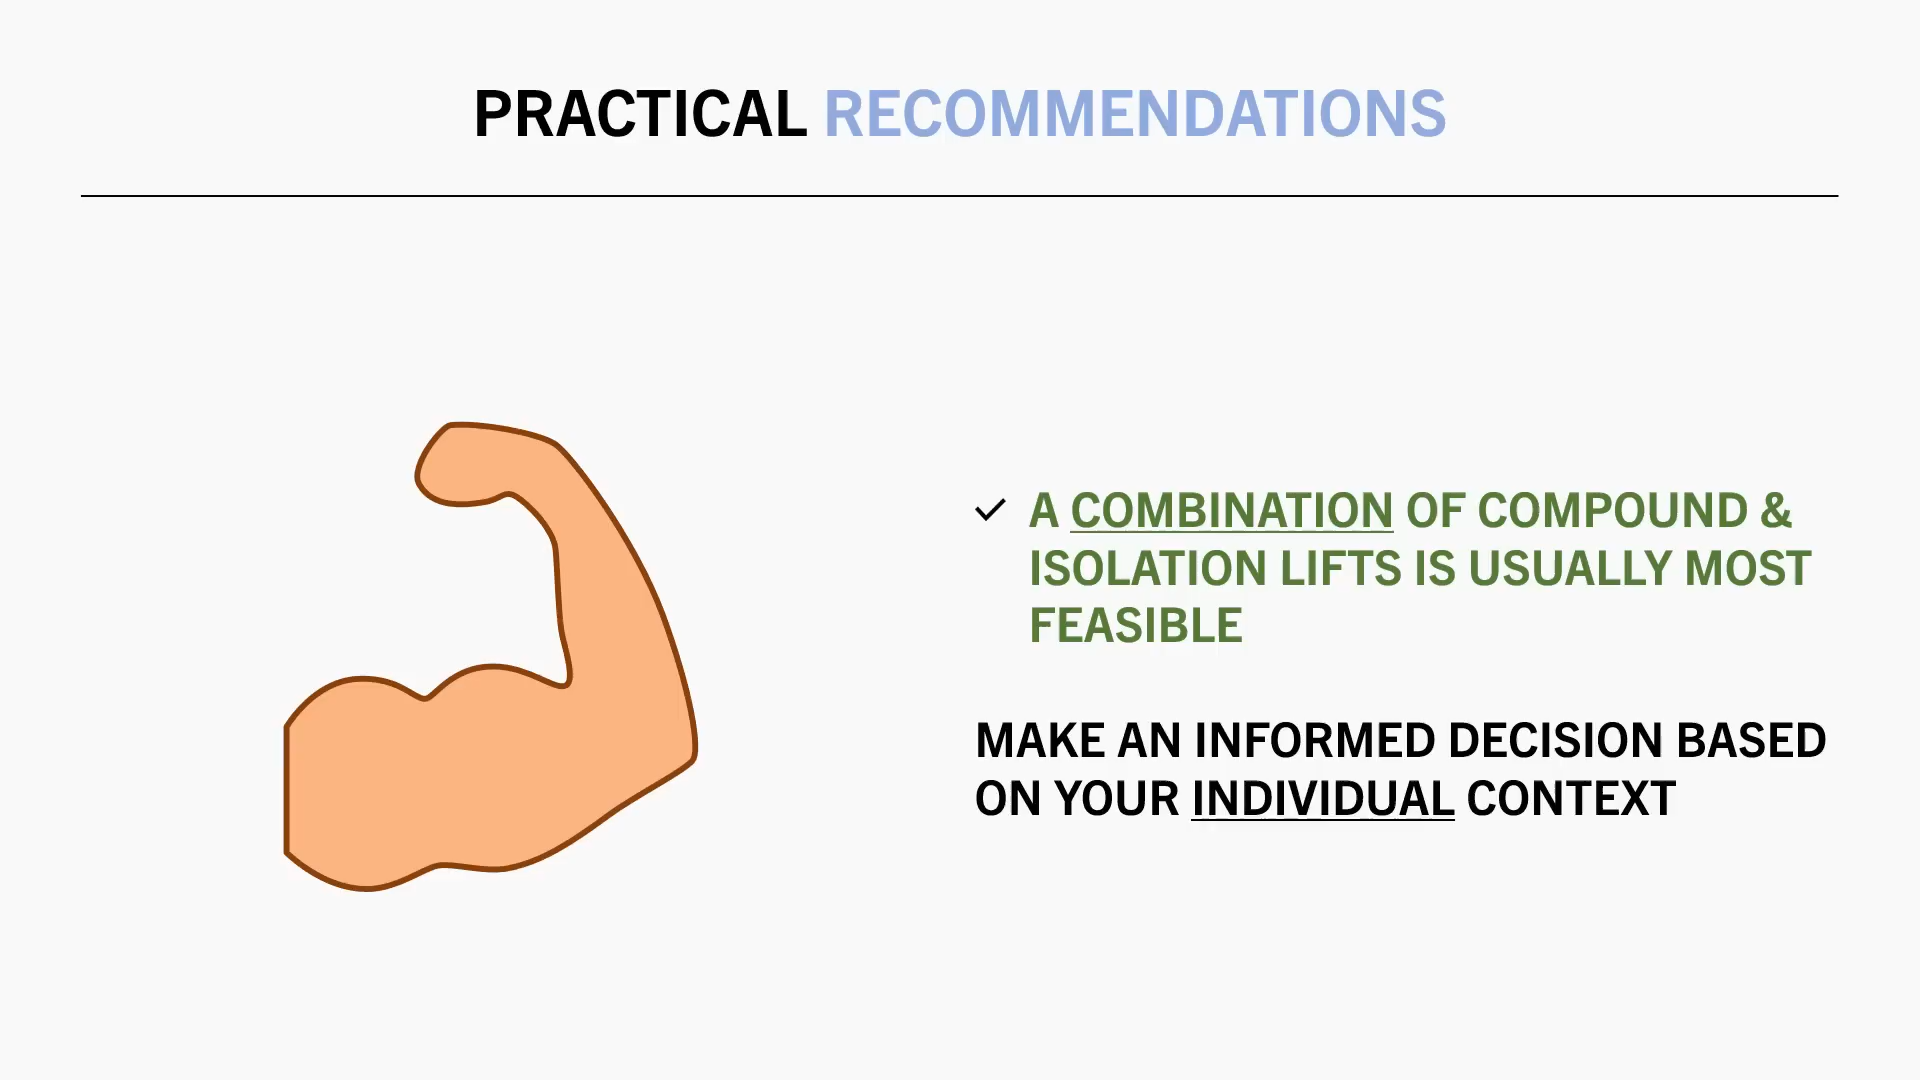 PRACTICAL RECOMMENDATIONS
A COMBINATION OF COMPOUND &
ISOLATION LIFTS IS USUALLY MOST
FEASIBLE
MAKE AN INFORMED DECISION BASED
ON YOUR INDIVIDUAL CONTEXT